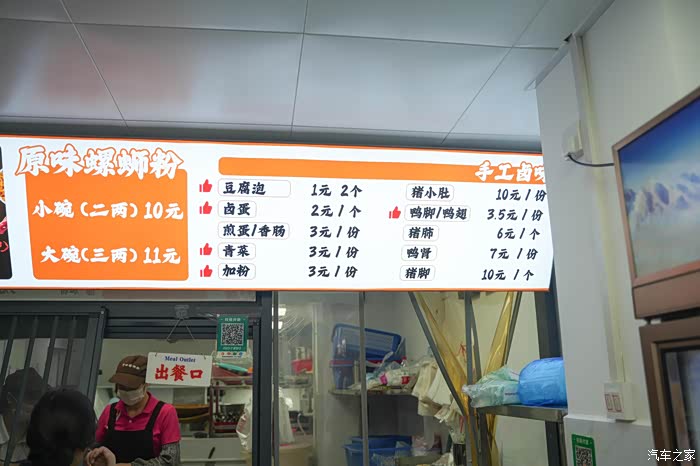 原味螺蛳粉
小碗（二两）10元
大碗（三两）11元
手工卤味
豆腐泡 1元 2个
卤蛋 2元/个
煎蛋/香肠 3元/份
青菜 3元/份
加粉 3元/份
猪小肚 10元/份
鸭脚/鸭翅 3.5元/份
猪肺 6元/个
鸭肾 7元/份
猪脚 10元/个
Meal Outlet
出餐口
汽车之家